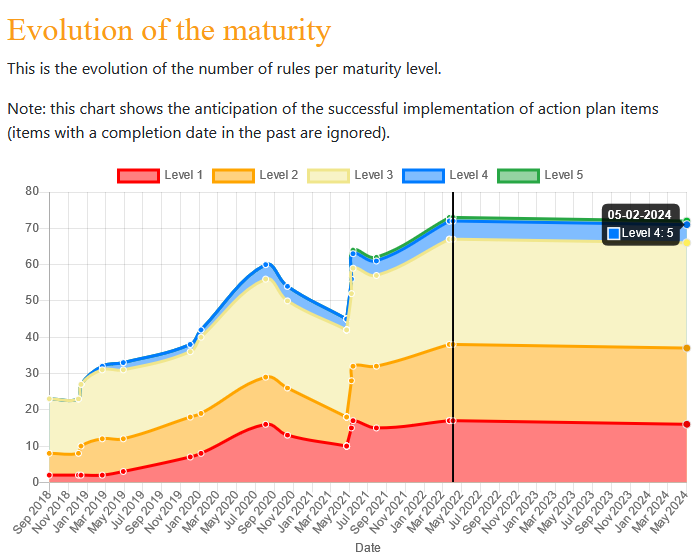 Evolution of the maturity
This is the evolution of the number of rules per maturity level.
Note: this chart shows the anticipation of the successful implementation of action plan items
(items with a completion date in the past are ignored).
Level 1 Level 2 Level 3 Level 4 Level 5
80
70
60
50
40
30
20
10
0
05-02-2024
Level 4: 5
Sep 2018 Nov 2018 Jan 2019 Mar 2019 May 2019 Jul 2019 Sep 2019 Nov 2019 Jan 2020 Mar 2020 May 2020 Jul 2020 Sep 2020 Nov 2020 Jan 2021 Mar 2021 May 2021 Jul 2021 Sep 2021 Nov 2021 Jan 2022 Mar 2022 May 2022 Jul 2022 Sep 2022 Nov 2022 Jan 2023 Mar 2023 May 2023 Jul 2023 Sep 2023 Nov 2023 Jan 2024 Mar 2024 May 2024
Date